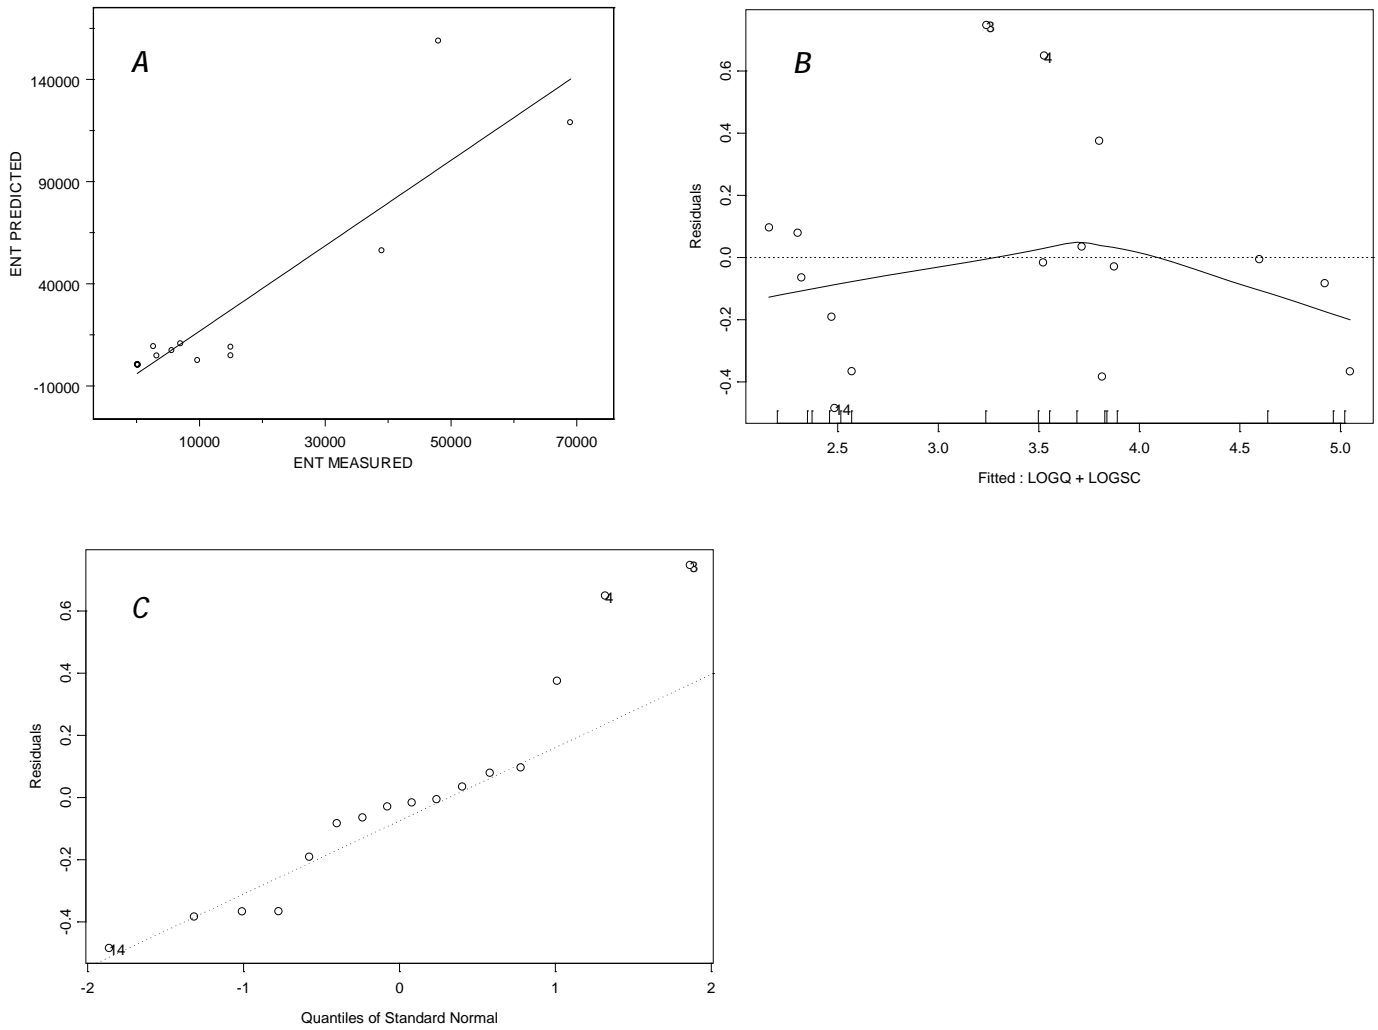 A
140000
90000
40000
-10000
ENT PREDICTED
10000 30000 50000 70000
ENT MEASURED
B
3
4
14
0.6
0.4
0.2
0.0
-0.2
-0.4
Residuals
2.5 3.0 3.5 4.0 4.5 5.0
Fitted : LOGQ + LOGSC
C
3
4
14
0.6
0.4
0.2
0.0
-0.2
-0.4
Residuals
-2 -1 0 1 2
Quantiles of Standard Normal